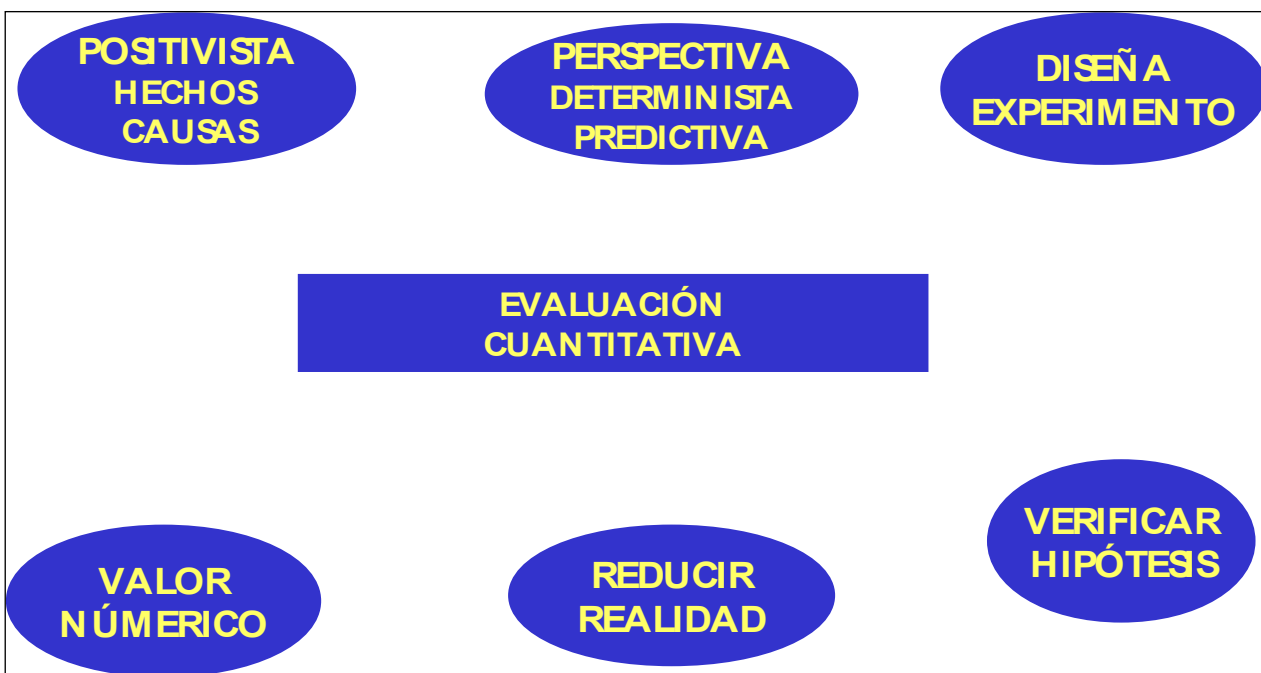 POSITIVISTA
HECHOS
CAUSAS
PERSPECTIVA
DETERMINISTA
PREDICTIVA
DISEÑA
EXPERIMENTO
EVALUACIÓN
CUANTITATIVA
VALOR
NÚMERICO
REDUCIR
REALIDAD
VERIFICAR
HIPÓTESIS